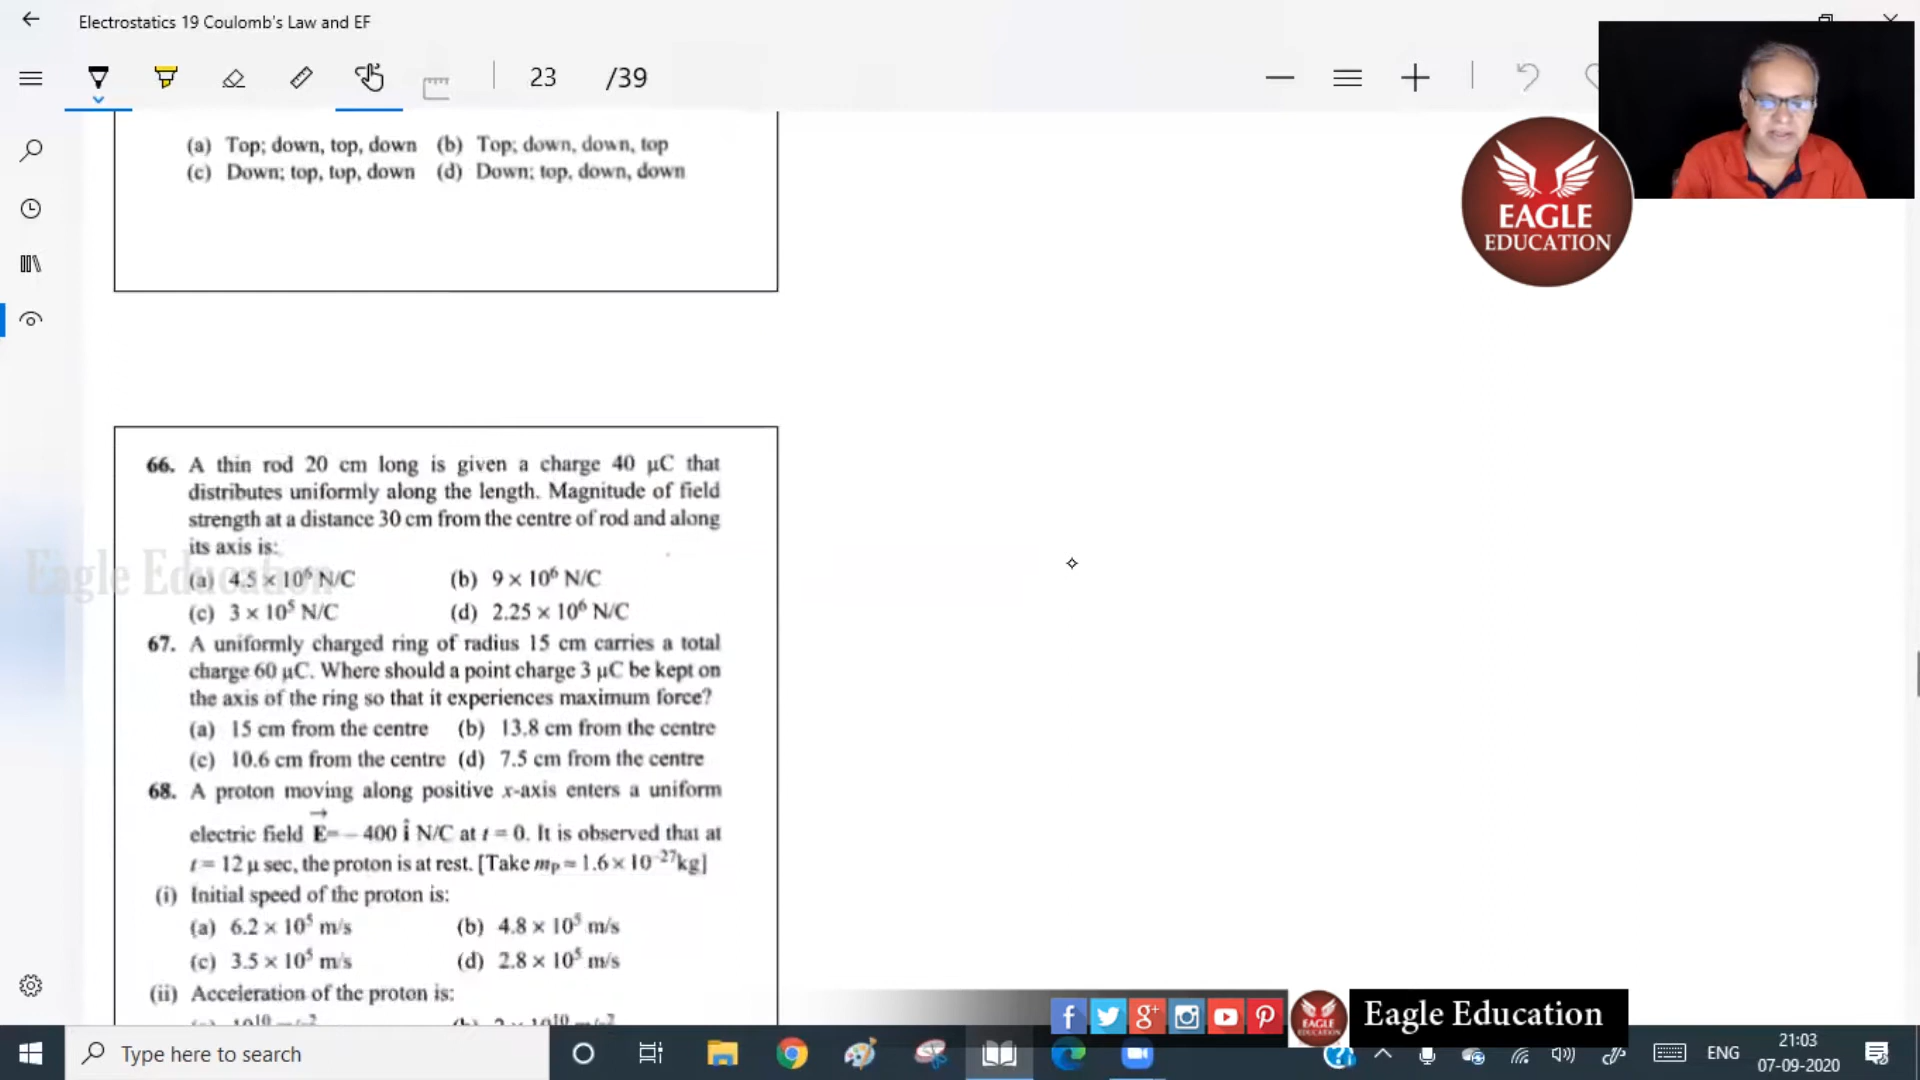 Electrostatics 19 Coulomb's Law and EF
23 /39
(a) Top; down, top, down (b) Top; down, down, top
(c) Down; top, top, down (d) Down; top, down, down
EAGLE
EDUCATION
66. A thin rod 20 cm long is given a charge 40 μC that
distributes uniformly along the length. Magnitude of field
strength at a distance 30 cm from the centre of rod and along
its axis is:
Eagle Education
(a) 4.5 × 10⁶ N/C (b) 9 × 10⁶ N/C
(c) 3 × 10⁵ N/C (d) 2.25 × 10⁶ N/C
67. A uniformly charged ring of radius 15 cm carries a total
charge 60 μC. Where should a point charge 3 μC be kept on
the axis of the ring so that it experiences maximum force?
(a) 15 cm from the centre (b) 13.8 cm from the centre
(c) 10.6 cm from the centre (d) 7.5 cm from the centre
68. A proton moving along positive x-axis enters a uniform
electric field E⃗ = – 400 î N/C at t = 0. It is observed that at
t = 12 μ sec, the proton is at rest. [Take mₚ = 1.6 × 10⁻²⁷kg]
(i) Initial speed of the proton is:
(a) 6.2 × 10⁵ m/s (b) 4.8 × 10⁵ m/s
(c) 3.5 × 10⁵ m/s (d) 2.8 × 10⁵ m/s
(ii) Acceleration of the proton is:
EAGLE
EDUCATION
Eagle Education
Type here to search
ENG
21:03
07-09-2020